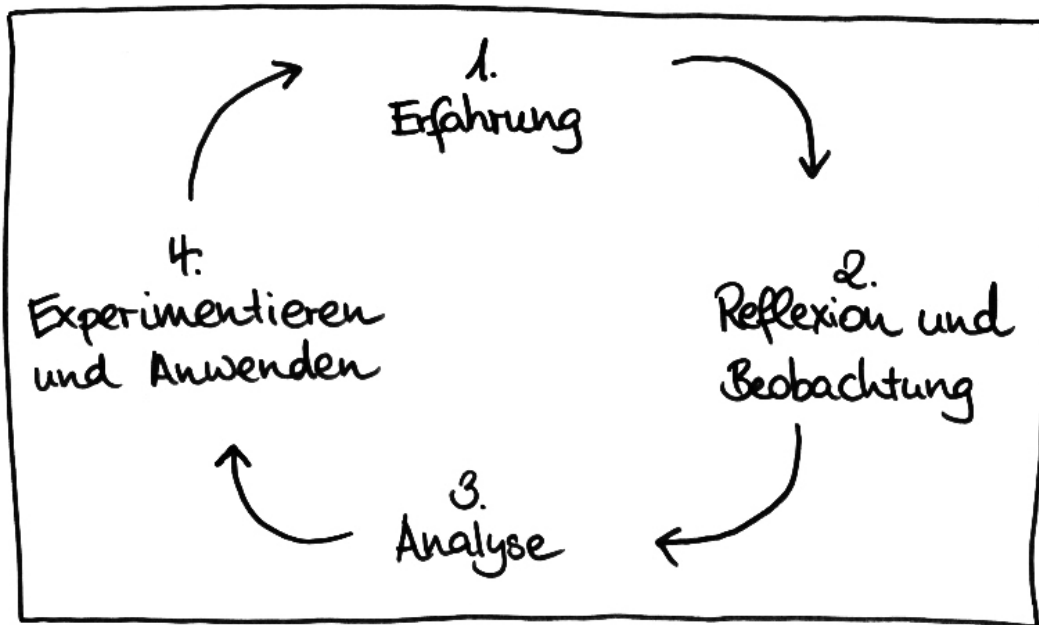 1.
Erfahrung
2.
Reflexion und
Beobachtung
3.
Analyse
4.
Experimentieren
und Anwenden